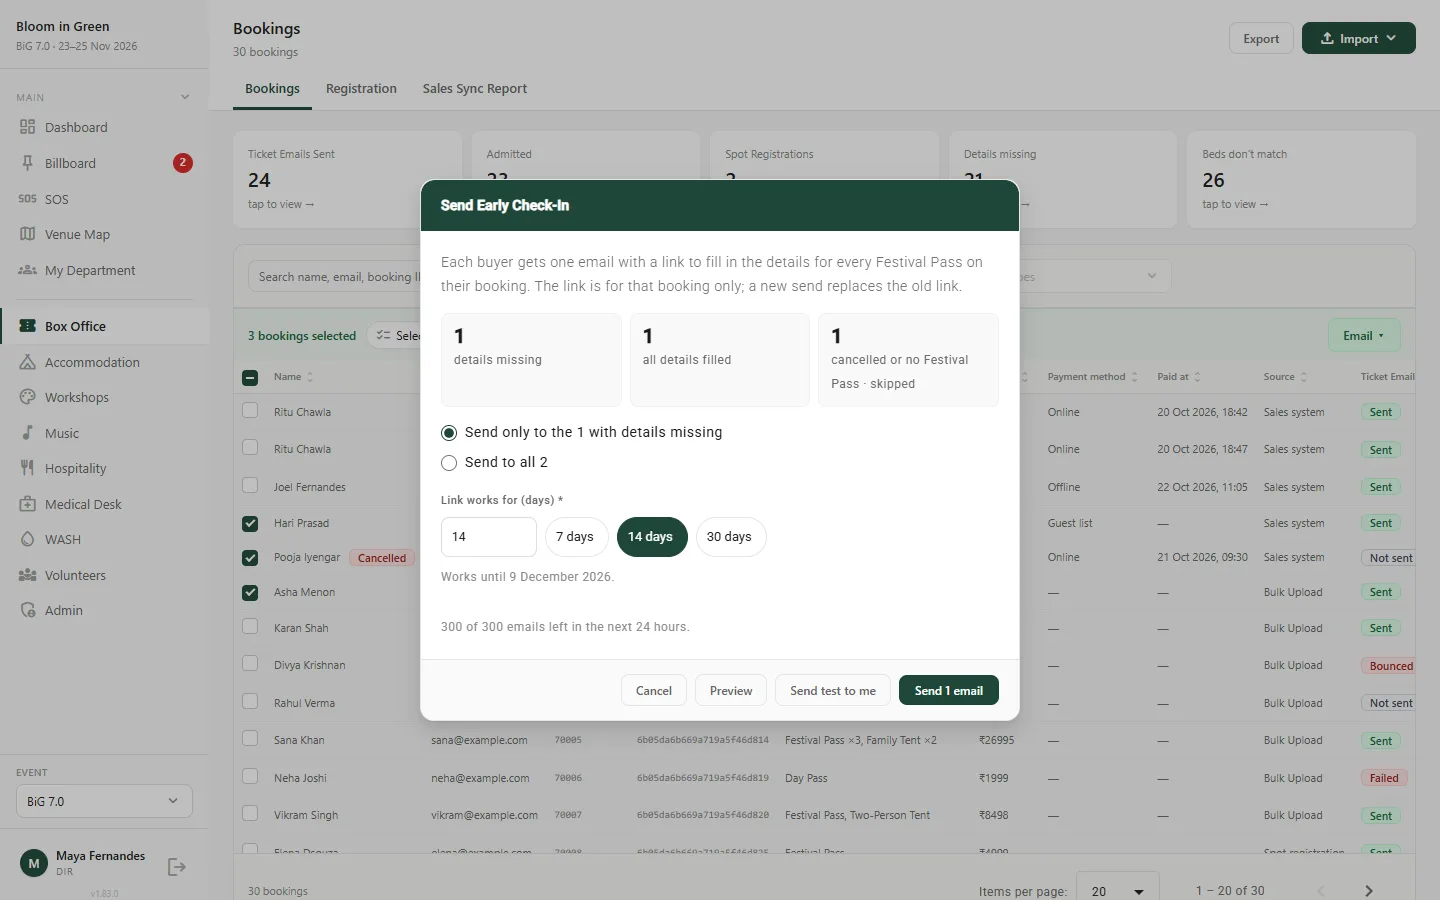 Bloom in Green
BiG 7.0 · 23–25 Nov 2026
MAIN
Dashboard
Billboard
2
SOS
SOS
Venue Map
My Department
Box Office
Accommodation
Workshops
Music
Hospitality
Medical Desk
WASH
Volunteers
Admin
EVENT
BiG 7.0
M
Maya Fernandes
DIR
v1.83.0
Bookings
30 bookings
Export
Import
Bookings
Registration
Sales Sync Report
Ticket Emails Sent
24
tap to view →
Admitted
Spot Registrations
Details missing
→
Beds don't match
26
tap to view →
Search name, email, booking
3 bookings selected
Email
Name
Payment method
Paid at
Source
Ticket Email
Ritu Chawla
Online
20 Oct 2026, 18:42
Sales system
Sent
Ritu Chawla
Online
20 Oct 2026, 18:47
Sales system
Sent
Joel Fernandes
Offline
22 Oct 2026, 11:05
Sales system
Sent
Hari Prasad
Guest list
—
Sales system
Sent
Pooja Iyengar
Cancelled
Online
21 Oct 2026, 09:30
Sales system
Not sent
Asha Menon
—
—
Bulk Upload
Sent
Karan Shah
—
—
Bulk Upload
Sent
Divya Krishnan
—
—
Bulk Upload
Bounced
Rahul Verma
—
—
Bulk Upload
Not sent
Sana Khan
sana@example.com
70005
6b05da6b669a719a5f46d814
Festival Pass ×3, Family Tent ×2
₹26995
—
—
Bulk Upload
Sent
Neha Joshi
neha@example.com
70006
6b05da6b669a719a5f46d819
Day Pass
₹1999
—
—
Bulk Upload
Failed
Vikram Singh
vikram@example.com
70007
6b05da6b669a719a5f46d820
Festival Pass, Two-Person Tent
₹8498
—
—
Bulk Upload
Sent
30 bookings
Items per page:
20
1 – 20 of 30
Send Early Check-In
Each buyer gets one email with a link to fill in the details for every Festival Pass on
their booking. The link is for that booking only; a new send replaces the old link.
1
details missing
1
all details filled
1
cancelled or no Festival
Pass · skipped
Send only to the 1 with details missing
Send to all 2
Link works for (days) *
14
7 days
14 days
30 days
Works until 9 December 2026.
300 of 300 emails left in the next 24 hours.
Cancel
Preview
Send test to me
Send 1 email